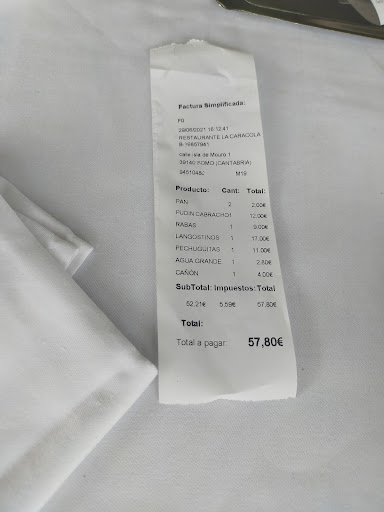 Factura Simplificada:
29/06/2021 16:12:41
RESTAURANTE LA CARACOLA
calle isla de Mouro 1
39140 SOMO (CANTABRIA)
M19
Producto: Cant: Total:
PAN 2 2.00€
PUDIN CABRACHO1 12.00€
RABAS 1 9.00€
LANGOSTINOS 1 17.00€
PECHUGUITAS 1 11.00€
AGUA GRANDE 1 2.80€
CAÑON 1 4.00€
SubTotal: impuestos: Total
52.21€ 5.59€ 57.80€
Total:
Total a pagar: 57,80€